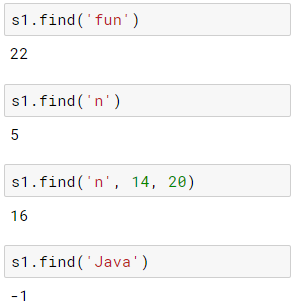 s1.find('fun')
22
s1.find('n')
5
s1.find('n', 14, 20)
16
s1.find('Java')
-1